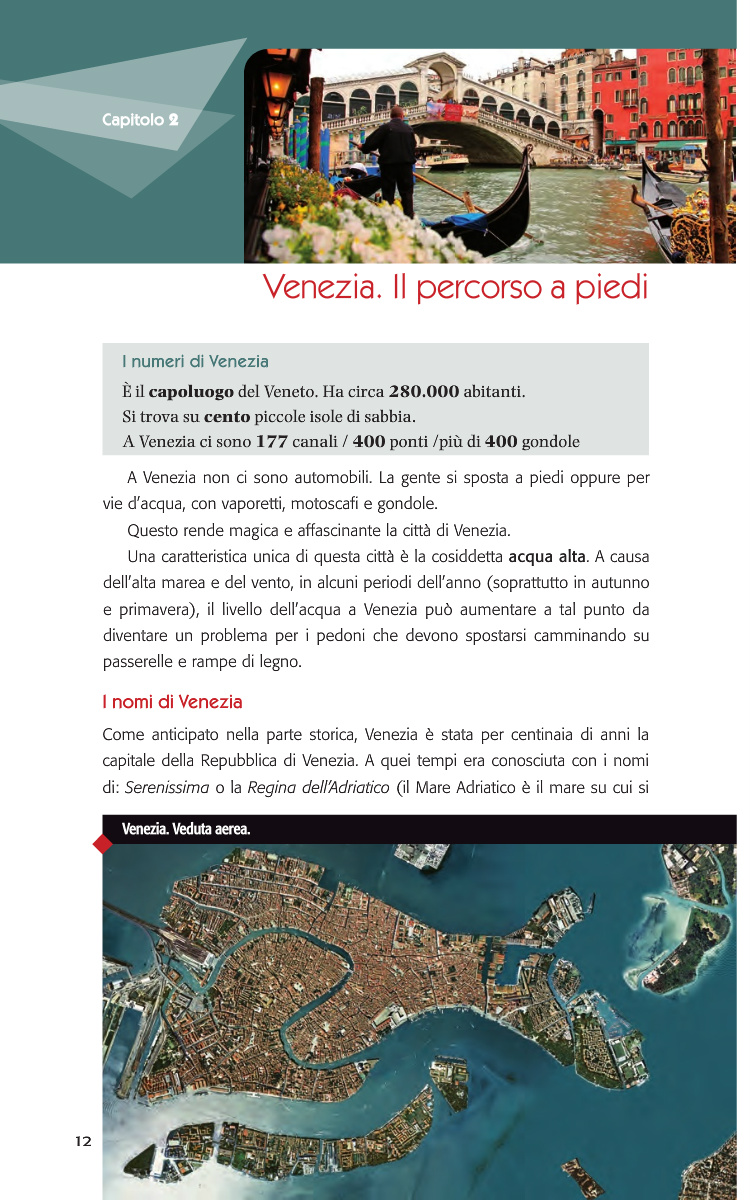 Capitolo 2
Venezia. Il percorso a piedi
I numeri di Venezia
È il capoluogo del Veneto. Ha circa 280.000 abitanti.
Si trova su cento piccole isole di sabbia.
A Venezia ci sono 177 canali / 400 ponti /più di 400 gondole
A Venezia non ci sono automobili. La gente si sposta a piedi oppure per
vie d’acqua, con vaporetti, motoscafi e gondole.
Questo rende magica e affascinante la città di Venezia.
Una caratteristica unica di questa città è la cosiddetta acqua alta. A causa
dell’alta marea e del vento, in alcuni periodi dell’anno (soprattutto in autunno
e primavera), il livello dell’acqua a Venezia può aumentare a tal punto da
diventare un problema per i pedoni che devono spostarsi camminando su
passerelle e rampe di legno.
I nomi di Venezia
Come anticipato nella parte storica, Venezia è stata per centinaia di anni la
capitale della Repubblica di Venezia. A quei tempi era conosciuta con i nomi
di: Serenissima o la Regina dell’Adriatico (il Mare Adriatico è il mare su cui si
Venezia. Veduta aerea.
12